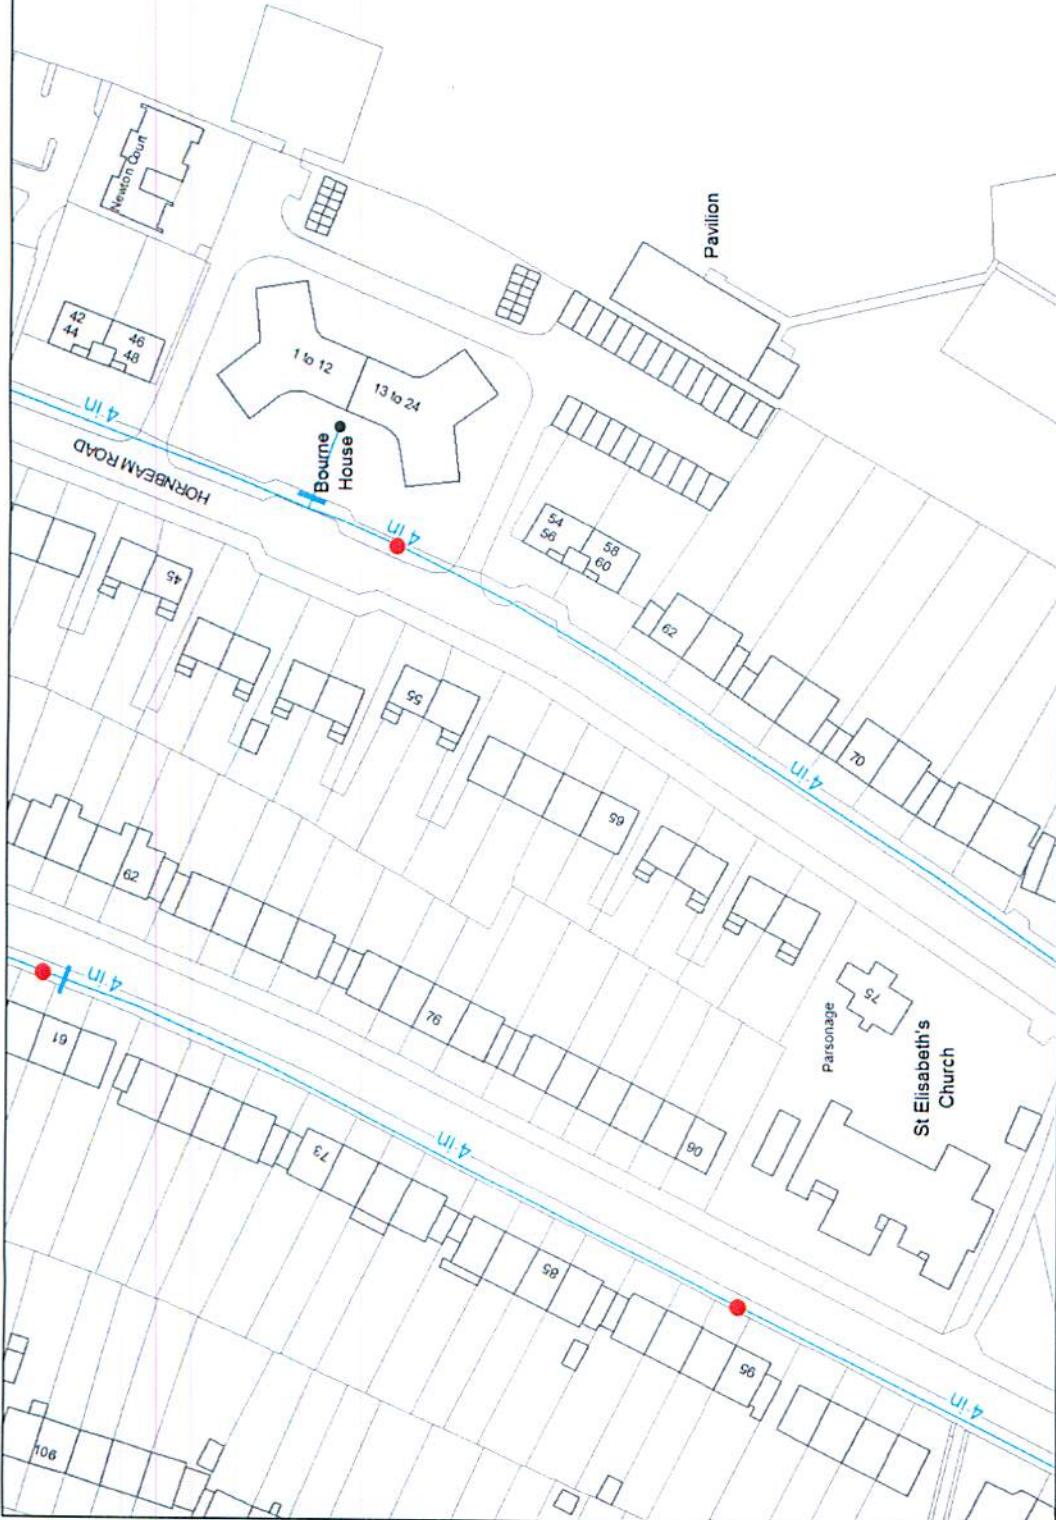 Newton Court
42
44
46
48
4 in
HORNBEAM ROAD
1 to 12
13 to 24
Bourne
House
4 in
Pavilion
54
56
58
60
45
62
55
70
4 in
65
62
4 in
61
76
75
Parsonage
St Elisabeth's
Church
73
4 in
90
85
95
4 in
106